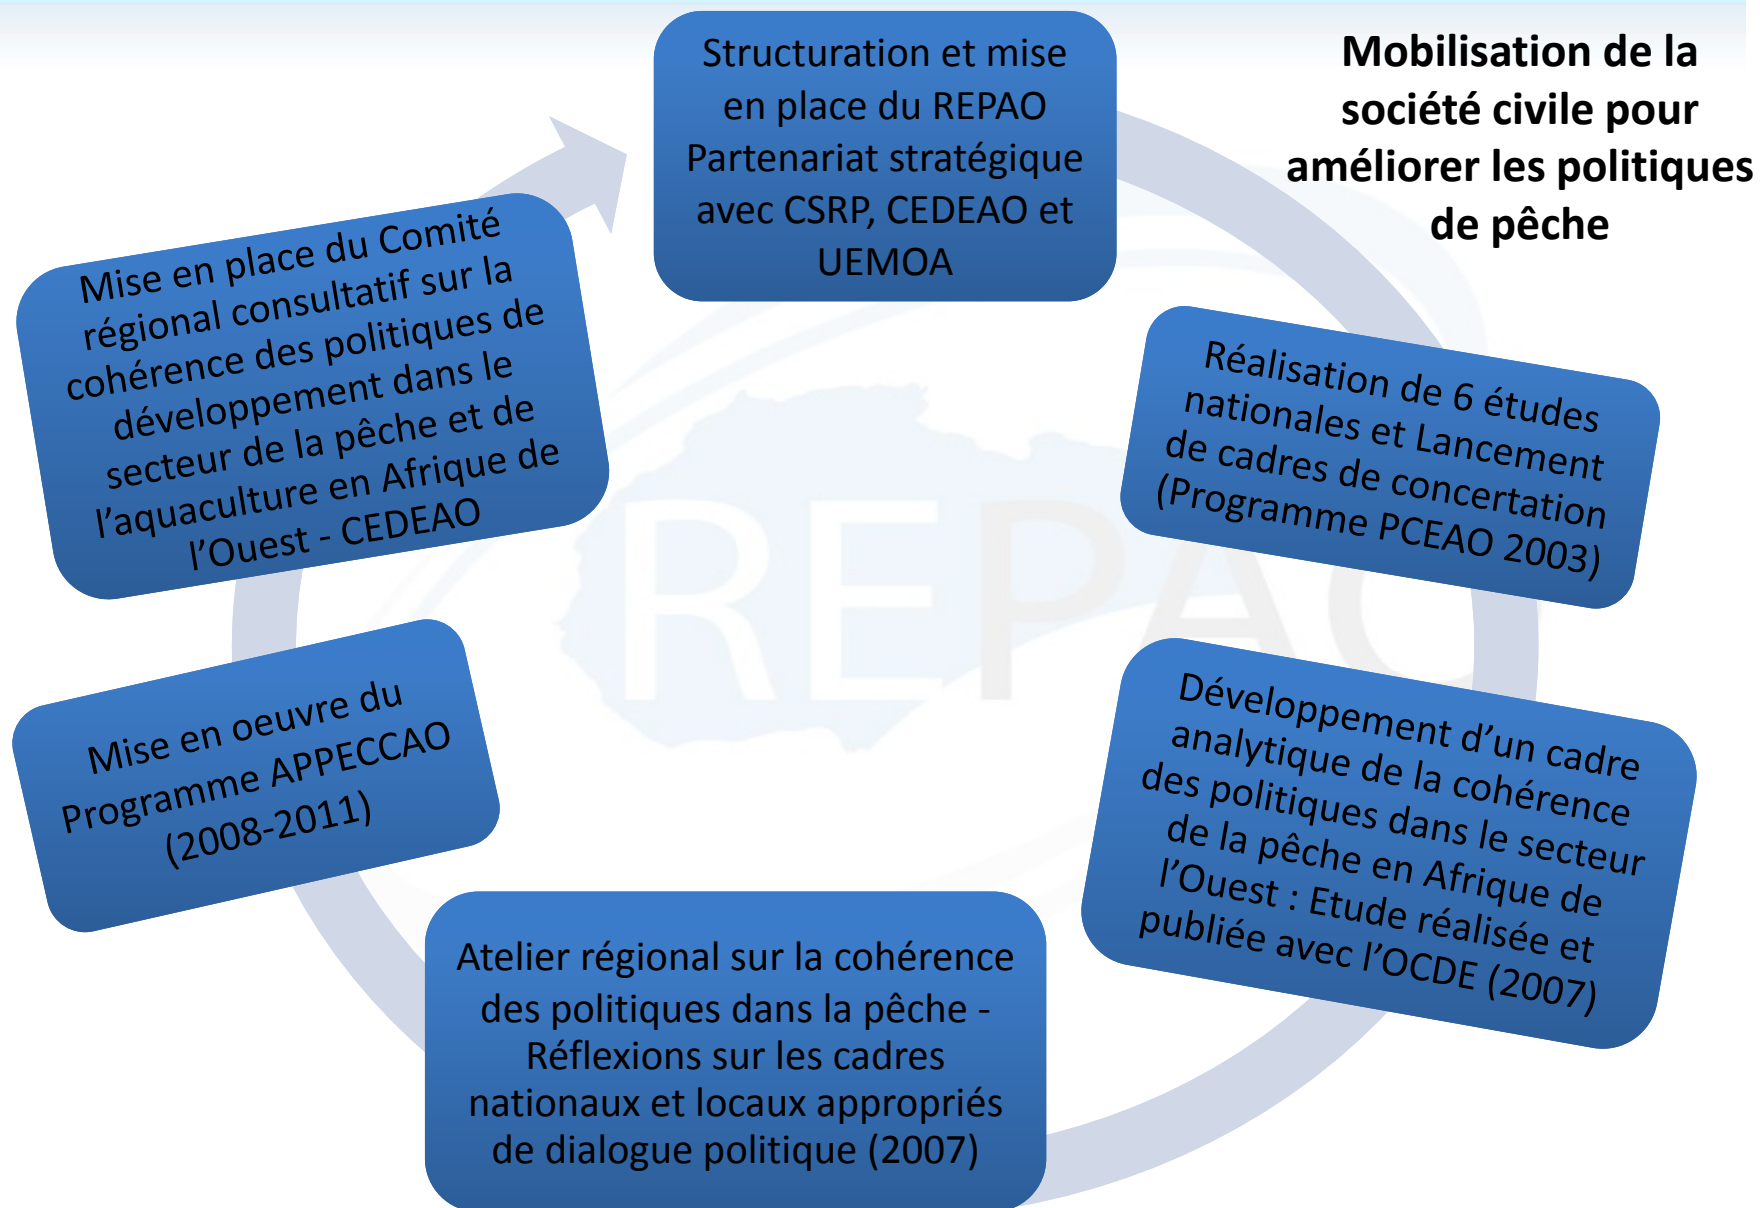 Structuration et mise
en place du REPAO
Partenariat stratégique
avec CSRP, CEDEAO et
UEMOA
Mobilisation de la
société civile pour
améliorer les politiques
de pêche
Réalisation de 6 études
nationales et Lancement
de cadres de concertation
(Programme PCEAO 2003)
Développement d’un cadre
analytique de la cohérence
des politiques dans le secteur
de la pêche en Afrique de
l’Ouest : Etude réalisée et
publiée avec l’OCDE (2007)
Atelier régional sur la cohérence
des politiques dans la pêche -
Réflexions sur les cadres
nationaux et locaux appropriés
de dialogue politique (2007)
Mise en oeuvre du
Programme APPECCAO
(2008-2011)
Mise en place du Comité
régional consultatif sur la
cohérence des politiques de
développement dans le
secteur de la pêche et de
l’aquaculture en Afrique de
l’Ouest - CEDEAO
REPAO